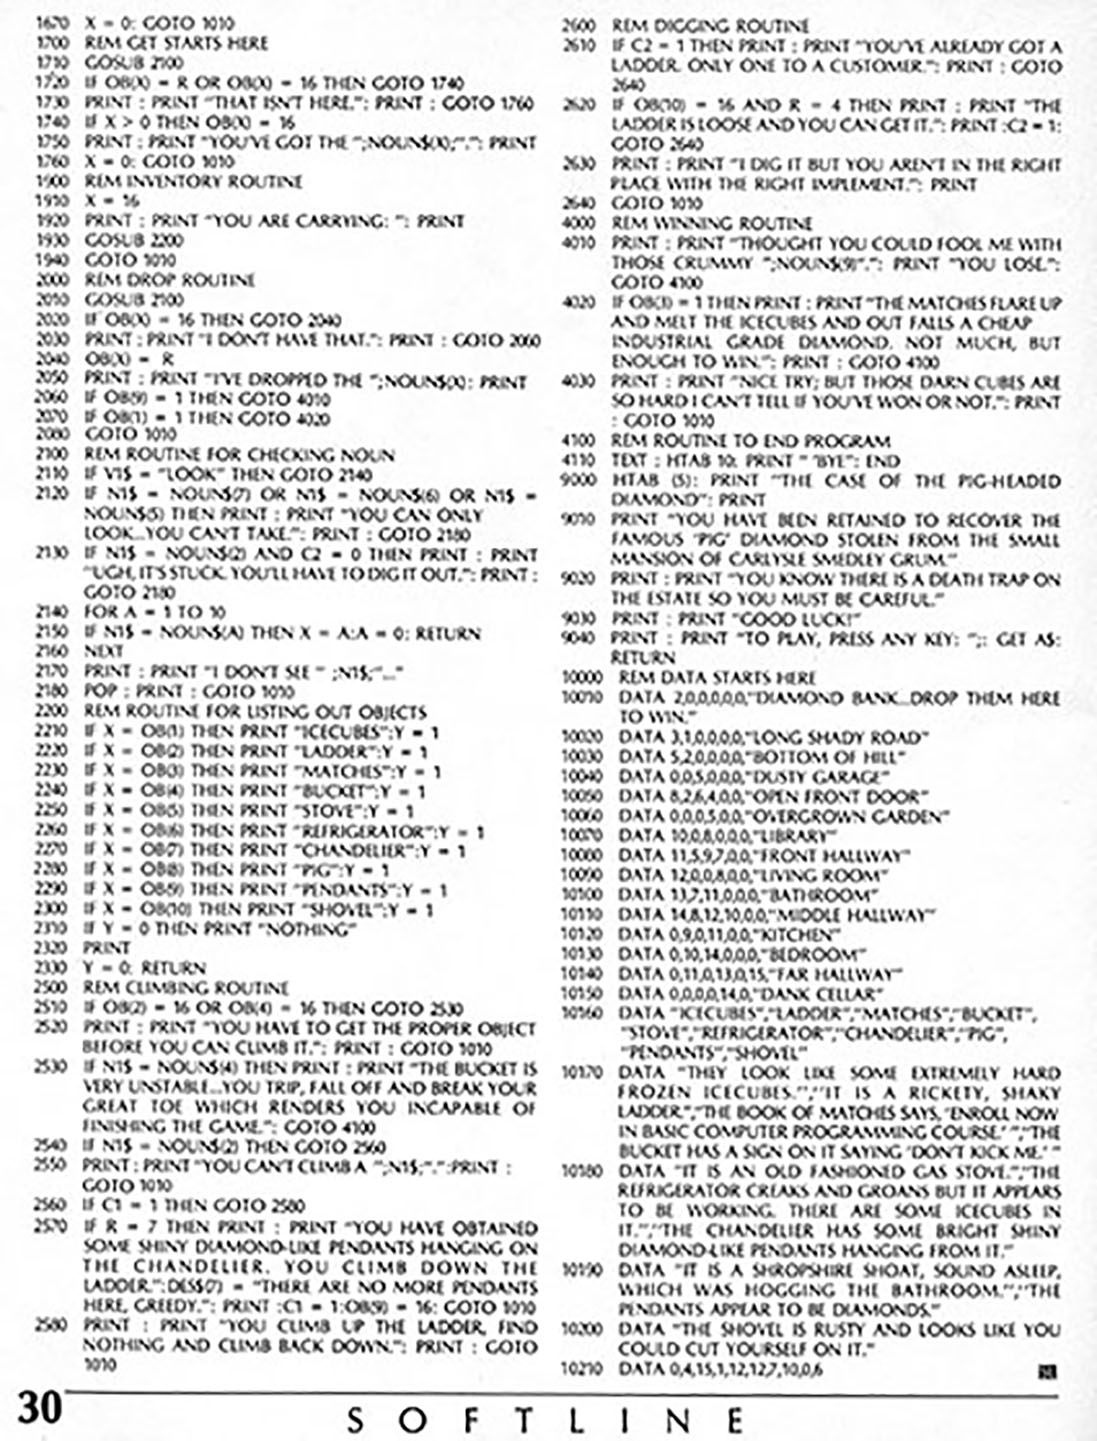 1670 X = 0: GOTO 1010
1700 REM GET STARTS HERE
1710 GOSUB 2100
1720 IF OB(X) = R OR OB(X) = 16 THEN GOTO 1740
1730 PRINT : PRINT "THAT ISN'T HERE.": PRINT : GOTO 1760
1740 IF X > 0 THEN OB(X) = 16
1750 PRINT : PRINT "YOU'VE GOT THE ";NOUN$(X);".": PRINT
1760 X = 0: GOTO 1010
1900 REM INVENTORY ROUTINE
1910 X = 16
1920 PRINT : PRINT "YOU ARE CARRYING: ": PRINT
1930 GOSUB 2200
1940 GOTO 1010
2000 REM DROP ROUTINE
2010 GOSUB 2100
2020 IF OB(X) = 16 THEN GOTO 2040
2030 PRINT : PRINT "I DON'T HAVE THAT.": PRINT : GOTO 2060
2040 OB(X) = R
2050 PRINT : PRINT "I'VE DROPPED THE ";NOUN$(X): PRINT
2060 IF OB(9) = 1 THEN GOTO 4010
2070 IF OB(1) = 1 THEN GOTO 4020
2080 GOTO 1010
2100 REM ROUTINE FOR CHECKING NOUN
2110 IF V1$ = "LOOK" THEN GOTO 2140
2120 IF N1$ = NOUN$(7) OR N1$ = NOUN$(6) OR N1$ =
NOUN$(5) THEN PRINT : PRINT "YOU CAN ONLY
LOOK...YOU CAN'T TAKE.": PRINT : GOTO 2180
2130 IF N1$ = NOUN$(2) AND C2 = 0 THEN PRINT : PRINT
"UGH, IT'S STUCK. YOU'LL HAVE TO DIG IT OUT.": PRINT :
GOTO 2180
2140 FOR A = 1 TO 10
2150 IF N1$ = NOUN$(A) THEN X = A:A = 0: RETURN
2160 NEXT
2170 PRINT : PRINT "I DON'T SEE " ;N1$;"..."
2180 POP : PRINT : GOTO 1010
2200 REM ROUTINE FOR LISTING OUT OBJECTS
2210 IF X = OB(1) THEN PRINT "ICECUBES":Y = 1
2220 IF X = OB(2) THEN PRINT "LADDER":Y = 1
2230 IF X = OB(3) THEN PRINT "MATCHES":Y = 1
2240 IF X = OB(4) THEN PRINT "BUCKET":Y = 1
2250 IF X = OB(5) THEN PRINT "STOVE":Y = 1
2260 IF X = OB(6) THEN PRINT "REFRIGERATOR":Y = 1
2270 IF X = OB(7) THEN PRINT "CHANDELIER":Y = 1
2280 IF X = OB(8) THEN PRINT "PIG":Y = 1
2290 IF X = OB(9) THEN PRINT "PENDANTS":Y = 1
2300 IF X = OB(10) THEN PRINT "SHOVEL":Y = 1
2310 IF Y = 0 THEN PRINT "NOTHING"
2320 PRINT
2330 Y = 0: RETURN
2500 REM CLIMBING ROUTINE
2510 IF OB(2) = 16 OR OB(4) = 16 THEN GOTO 2530
2520 PRINT : PRINT "YOU HAVE TO GET THE PROPER OBJECT
BEFORE YOU CAN CLIMB IT.": PRINT : GOTO 1010
2530 IF N1$ = NOUN$(4) THEN PRINT : PRINT "THE BUCKET IS
VERY UNSTABLE...YOU TRIP, FALL OFF AND BREAK YOUR
GREAT TOE WHICH RENDERS YOU INCAPABLE OF
FINISHING THE GAME.": GOTO 4100
2540 IF N1$ = NOUN$(2) THEN GOTO 2560
2550 PRINT : PRINT "YOU CAN'T CLIMB A ";N1$;".":PRINT :
GOTO 1010
2560 IF C1 = 1 THEN GOTO 2580
2570 IF R = 7 THEN PRINT : PRINT "YOU HAVE OBTAINED
SOME SHINY DIAMOND-LIKE PENDANTS HANGING ON
THE CHANDELIER. YOU CLIMB DOWN THE
LADDER.":DES$(7) = "THERE ARE NO MORE PENDANTS
HERE, GREEDY.": PRINT :C1 = 1:OB(9) = 16: GOTO 1010
2580 PRINT : PRINT "YOU CLIMB UP THE LADDER, FIND
NOTHING AND CLIMB BACK DOWN.": PRINT : GOTO
1010
2600 REM DIGGING ROUTINE
2610 IF C2 = 1 THEN PRINT : PRINT "YOU'VE ALREADY GOT A
LADDER. ONLY ONE TO A CUSTOMER.": PRINT : GOTO
2640
2620 IF OB(10) = 16 AND R = 4 THEN PRINT : PRINT "THE
LADDER IS LOOSE AND YOU CAN GET IT.": PRINT :C2 = 1:
GOTO 2640
2630 PRINT : PRINT "I DIG IT BUT YOU AREN'T IN THE RIGHT
PLACE WITH THE RIGHT IMPLEMENT.": PRINT
2640 GOTO 1010
4000 REM WINNING ROUTINE
4010 PRINT : PRINT "THOUGHT YOU COULD FOOL ME WITH
THOSE CRUMMY ";NOUN$(9)".": PRINT "YOU LOSE.":
GOTO 4100
4020 IF OB(3) = 1 THEN PRINT : PRINT "THE MATCHES FLARE UP
AND MELT THE ICECUBES AND OUT FALLS A CHEAP
INDUSTRIAL GRADE DIAMOND. NOT MUCH, BUT
ENOUGH TO WIN.": PRINT : GOTO 4100
4030 PRINT : PRINT "NICE TRY; BUT THOSE DARN CUBES ARE
SO HARD I CAN'T TELL IF YOU'VE WON OR NOT.": PRINT
: GOTO 1010
4100 REM ROUTINE TO END PROGRAM
4110 TEXT : HTAB 10: PRINT " 'BYE": END
9000 HTAB (5): PRINT "THE CASE OF THE PIG-HEADED
DIAMOND": PRINT
9010 PRINT "YOU HAVE BEEN RETAINED TO RECOVER THE
FAMOUS 'PIG' DIAMOND STOLEN FROM THE SMALL
MANSION OF CARLYSLE SMEDLEY GRUM."
9020 PRINT : PRINT "YOU KNOW THERE IS A DEATH TRAP ON
THE ESTATE SO YOU MUST BE CAREFUL."
9030 PRINT : PRINT "GOOD LUCK!"
9040 PRINT : PRINT "TO PLAY, PRESS ANY KEY: ";: GET A$:
RETURN
10000 REM DATA STARTS HERE
10010 DATA 2,0,0,0,0,0,"DIAMOND BANK...DROP THEM HERE
TO WIN."
10020 DATA 3,1,0,0,0,0,"LONG SHADY ROAD"
10030 DATA 5,2,0,0,0,0,"BOTTOM OF HILL"
10040 DATA 0,0,5,0,0,0,"DUSTY GARAGE"
10050 DATA 8,2,6,4,0,0,"OPEN FRONT DOOR"
10060 DATA 0,0,0,5,0,0,"OVERGROWN GARDEN"
10070 DATA 10,0,8,0,0,0,"LIBRARY"
10080 DATA 11,5,9,7,0,0,"FRONT HALLWAY"
10090 DATA 12,0,0,8,0,0,"LIVING ROOM"
10100 DATA 13,7,11,0,0,0,"BATHROOM"
10110 DATA 14,8,12,10,0,0,"MIDDLE HALLWAY"
10120 DATA 0,9,0,11,0,0,"KITCHEN"
10130 DATA 0,10,14,0,0,0,"BEDROOM"
10140 DATA 0,11,0,13,0,15,"FAR HALLWAY"
10150 DATA 0,0,0,0,14,0,"DANK CELLAR"
10160 DATA "ICECUBES","LADDER","MATCHES","BUCKET",
"STOVE","REFRIGERATOR","CHANDELIER","PIG",
"PENDANTS","SHOVEL"
10170 DATA "THEY LOOK LIKE SOME EXTREMELY HARD
FROZEN ICECUBES.","IT IS A RICKETY, SHAKY
LADDER.","THE BOOK OF MATCHES SAYS, 'ENROLL NOW
IN BASIC COMPUTER PROGRAMMING COURSE.' ","THE
BUCKET HAS A SIGN ON IT SAYING 'DON'T KICK ME.' "
10180 DATA "IT IS AN OLD FASHIONED GAS STOVE.","THE
REFRIGERATOR CREAKS AND GROANS BUT IT APPEARS
TO BE WORKING. THERE ARE SOME ICECUBES IN
IT.","THE CHANDELIER HAS SOME BRIGHT SHINY
DIAMOND-LIKE PENDANTS HANGING FROM IT."
10190 DATA "IT IS A SHROPSHIRE SHOAT, SOUND ASLEEP,
WHICH WAS HOGGING THE BATHROOM.","THE
PENDANTS APPEAR TO BE DIAMONDS."
10200 DATA "THE SHOVEL IS RUSTY AND LOOKS LIKE YOU
COULD CUT YOURSELF ON IT."
10210 DATA 0,4,15,1,12,12,7,10,0,6
30
SOFTLINE